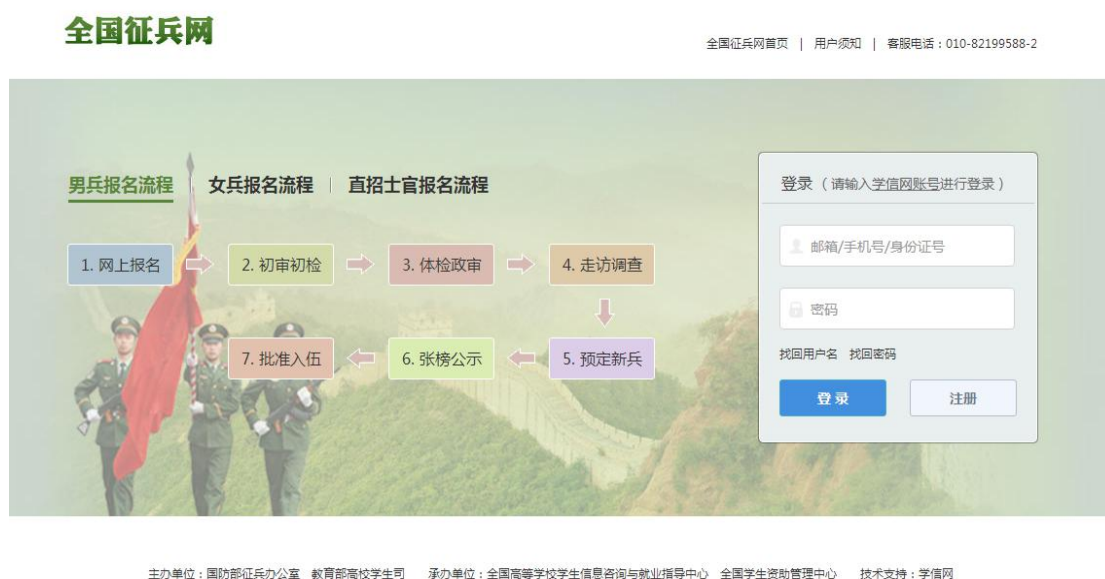 全国征兵网
全国征兵网首页 | 用户须知 | 客服电话：010-82199588-2
男兵报名流程 | 女兵报名流程 | 直招士官报名流程
1. 网上报名
2. 初审初检
3. 体检政审
4. 走访调查
5. 预定新兵
6. 张榜公示
7. 批准入伍
登录（请输入学信网账号进行登录）
邮箱/手机号/身份证号
密码
找回用户名 找回密码
登录 注册
主办单位：国防部征兵办公室 教育部高校学生司 承办单位：全国高等学校学生信息咨询与就业指导中心 全国学生资助管理中心 技术支持：学信网